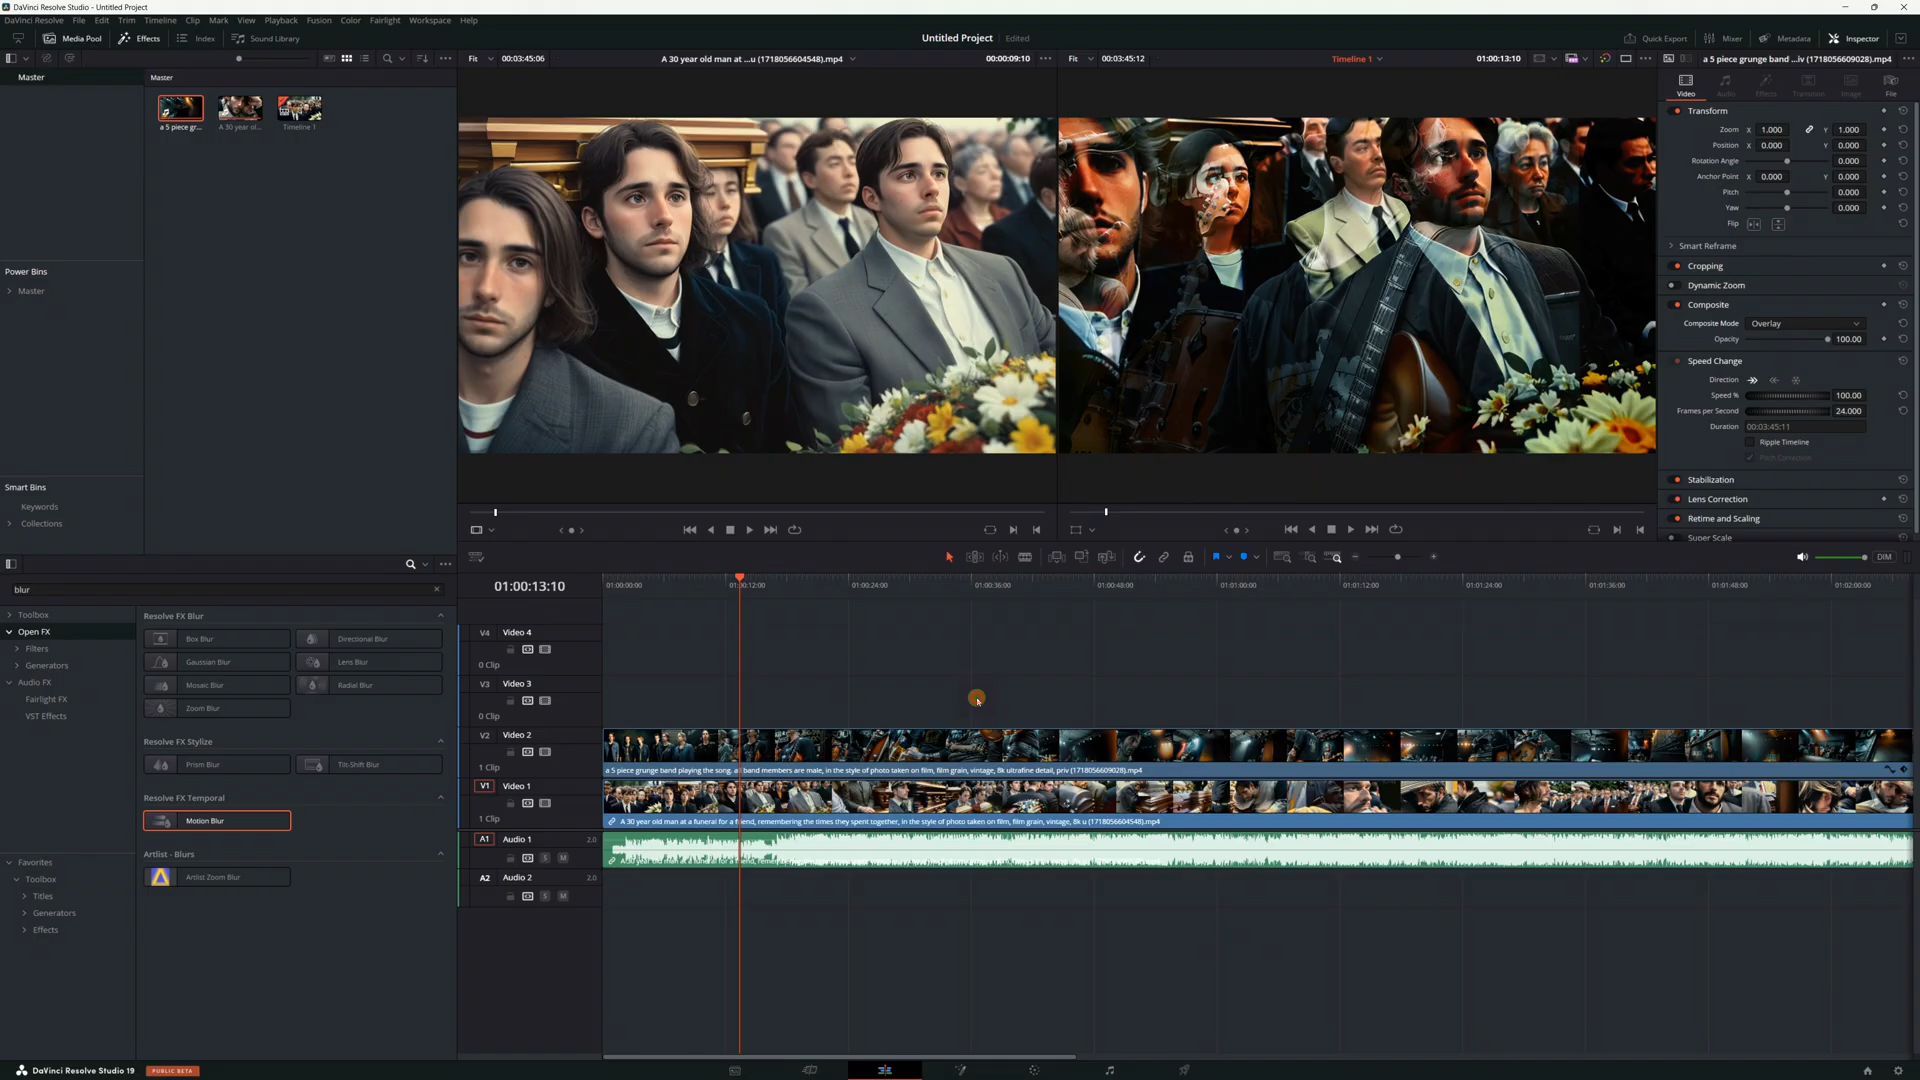 DaVinci Resolve Studio - Untitled Project
DaVinci Resolve File Edit Trim Timeline Clip Mark View Playback Fusion Color Fairlight Workspace Help
Media Pool Effects Index Sound Library
Untitled Project Edited
Quick Export Mixer Metadata Inspector
Fit 00:03:45:06 A 30 year old man at ...u (1718056604548).mp4 00:00:09:10
Fit 00:03:45:12 Timeline 1 01:00:13:10
a 5 piece grunge band ...iv (1718056609028).mp4
Master
Master
a 5 piece gr...
A 30 year ol...
Timeline 1
Video Audio Effects Transition Image File
Transform
Zoom X 1.000 Y 1.000
Position X 0.000 Y 0.000
Rotation Angle 0.000
Anchor Point X 0.000 Y 0.000
Pitch 0.000
Yaw 0.000
Flip
Smart Reframe
Cropping
Dynamic Zoom
Composite
Composite Mode Overlay
Opacity 100.00
Speed Change
Direction
Speed % 100.00
Frames per Second 24.000
Duration 00:03:45:11
Ripple Timeline
Pitch Correction
Stabilization
Lens Correction
Retime and Scaling
Super Scale
Power Bins
Master
Smart Bins
Keywords
Collections
DIM
blur
Toolbox
Open FX
Filters
Generators
Audio FX
Fairlight FX
VST Effects
Favorites
Toolbox
Titles
Generators
Effects
Resolve FX Blur
Box Blur Directional Blur
Gaussian Blur Lens Blur
Mosaic Blur Radial Blur
Zoom Blur
Resolve FX Stylize
Prism Blur Tilt-Shift Blur
Resolve FX Temporal
Motion Blur
Artlist - Blurs
Artlist Zoom Blur
01:00:13:10
01:00:00:00 01:00:12:00 01:00:24:00 01:00:36:00 01:00:48:00 01:01:00:00 01:01:12:00 01:01:24:00 01:01:36:00 01:01:48:00 01:02:00:00
V4 Video 4
0 Clip
V3 Video 3
0 Clip
V2 Video 2
1 Clip
a 5 piece grunge band playing the song, all band members are male, in the style of photo taken on film, film grain, vintage, 8k ultrafine detail, priv (1718056609028).mp4
V1 Video 1
1 Clip
A 30 year old man at a funeral for a friend, remembering the times they spent together, in the style of photo taken on film, film grain, vintage, 8k u (1718056604548).mp4
A1 Audio 1 2.0
S M
A2 Audio 2 2.0
S M
DaVinci Resolve Studio 19 PUBLIC BETA